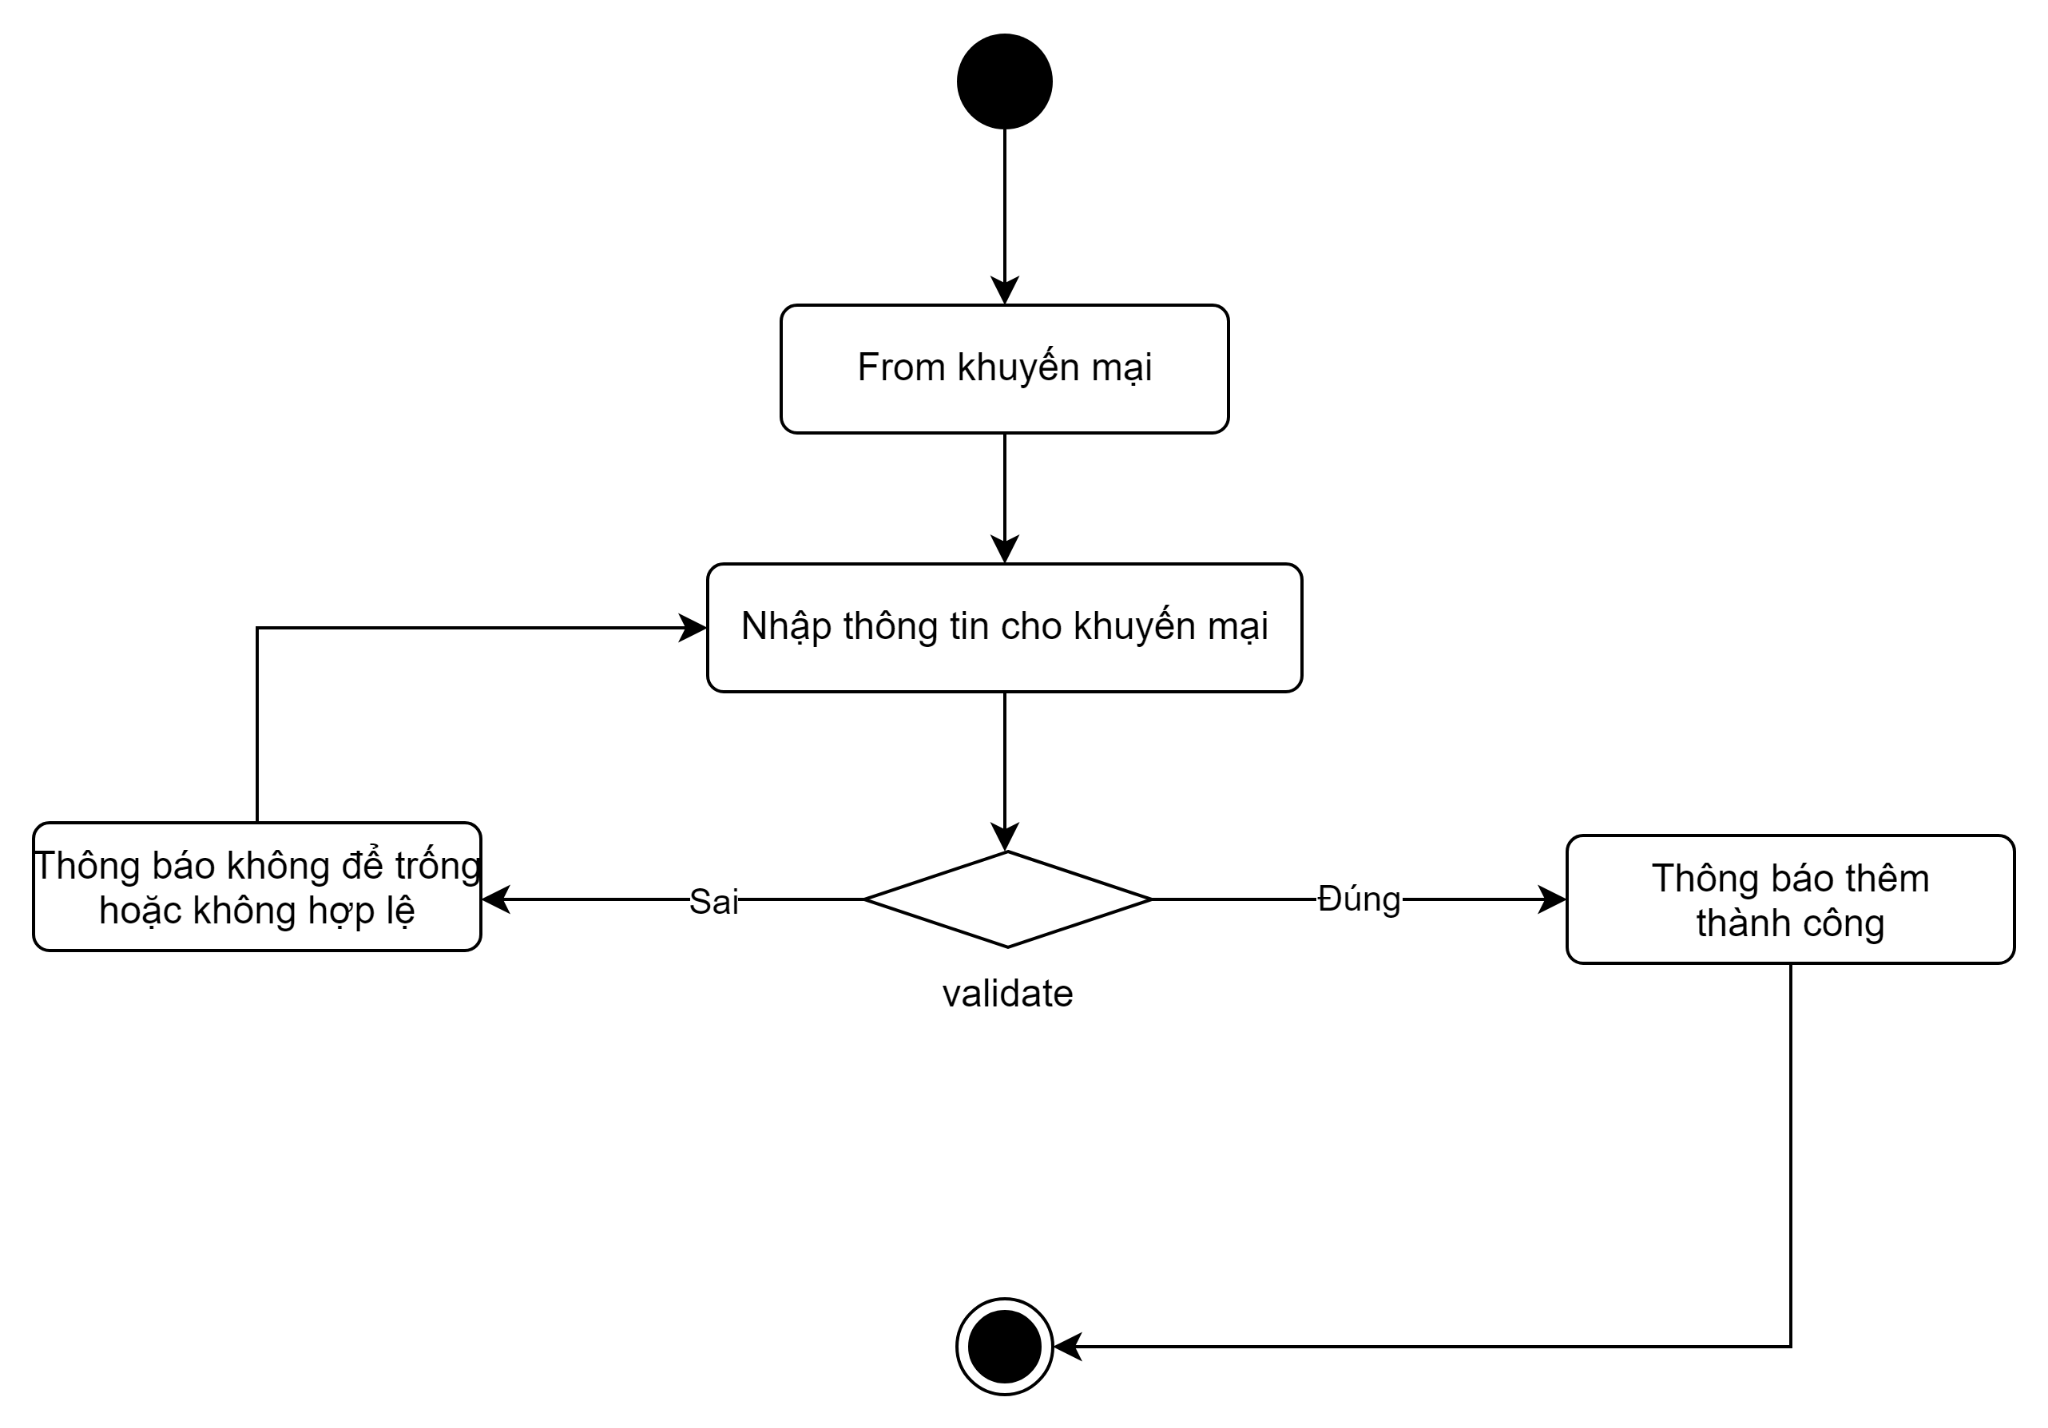 From khuyến mại
Nhập thông tin cho khuyến mại
Thông báo không để trống
hoặc không hợp lệ
Sai
Đúng
Thông báo thêm
thành công
validate